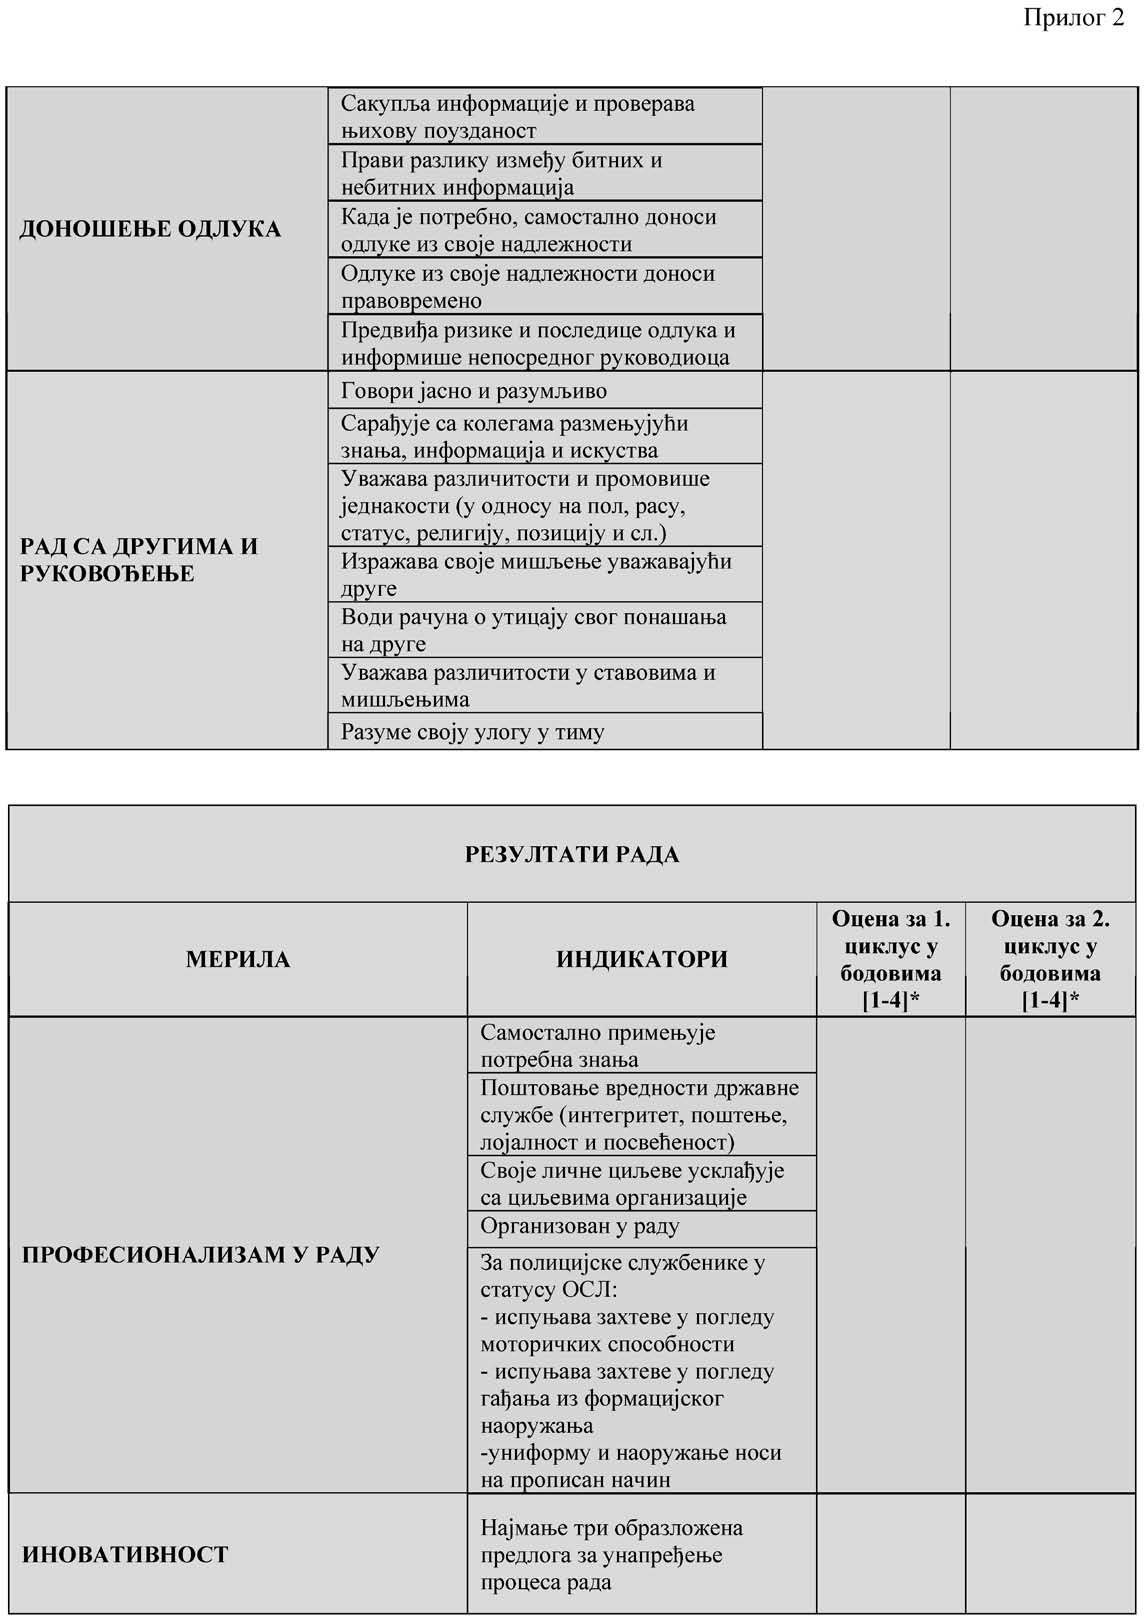 Прилог 2
ДОНОШЕЊЕ ОДЛУКА
Сакупља информације и проверава
њихову поузданост
Прави разлику између битних и
небитних информација
Када је потребно, самостално доноси
одлуке из своје надлежности
Одлуке из своје надлежности доноси
правовремено
Предвиђа ризике и последице одлука и
информише непосредног руководиоца
РАД СА ДРУГИМА И
РУКОВОЂЕЊЕ
Говори јасно и разумљиво
Сарађује са колегама размењујући
знања, информација и искуства
Уважава различитости и промовише
једнакости (у односу на пол, расу,
статус, религију, позицију и сл.)
Изражава своје мишљење уважавајући
друге
Води рачуна о утицају свог понашања
на друге
Уважава различитости у ставовима и
мишљењима
Разуме своју улогу у тиму
РЕЗУЛТАТИ РАДА
МЕРИЛА
ИНДИКАТОРИ
Оцена за 1.
циклус у
бодовима
[1-4]*
Оцена за 2.
циклус у
бодовима
[1-4]*
ПРОФЕСИОНАЛИЗАМ У РАДУ
Самостално примењује
потребна знања
Поштовање вредности државне
службе (интегритет, поштење,
лојалност и посвећеност)
Своје личне циљеве усклађује
са циљевима организације
Организован у раду
За полицијске службенике у
статусу ОСЛ:
- испуњава захтеве у погледу
моторичких способности
- испуњава захтеве у погледу
гађања из формацијског
наоружања
-униформу и наоружање носи
на прописан начин
ИНОВАТИВНОСТ
Најмање три образложена
предлога за унапређење
процеса рада